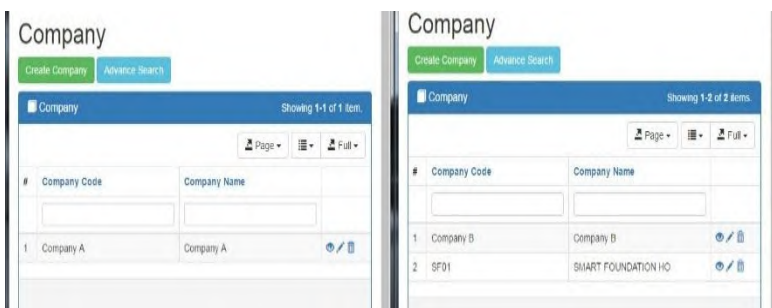 Company
Create Company Advance Search
Company Showing 1-1 of 1 item.
Page Full
# Company Code Company Name
1 Company A Company A
Company
Create Company Advance Search
Company Showing 1-2 of 2 items.
Page Full
# Company Code Company Name
1 Company B Company B
2 SF01 SMART FOUNDATION HO